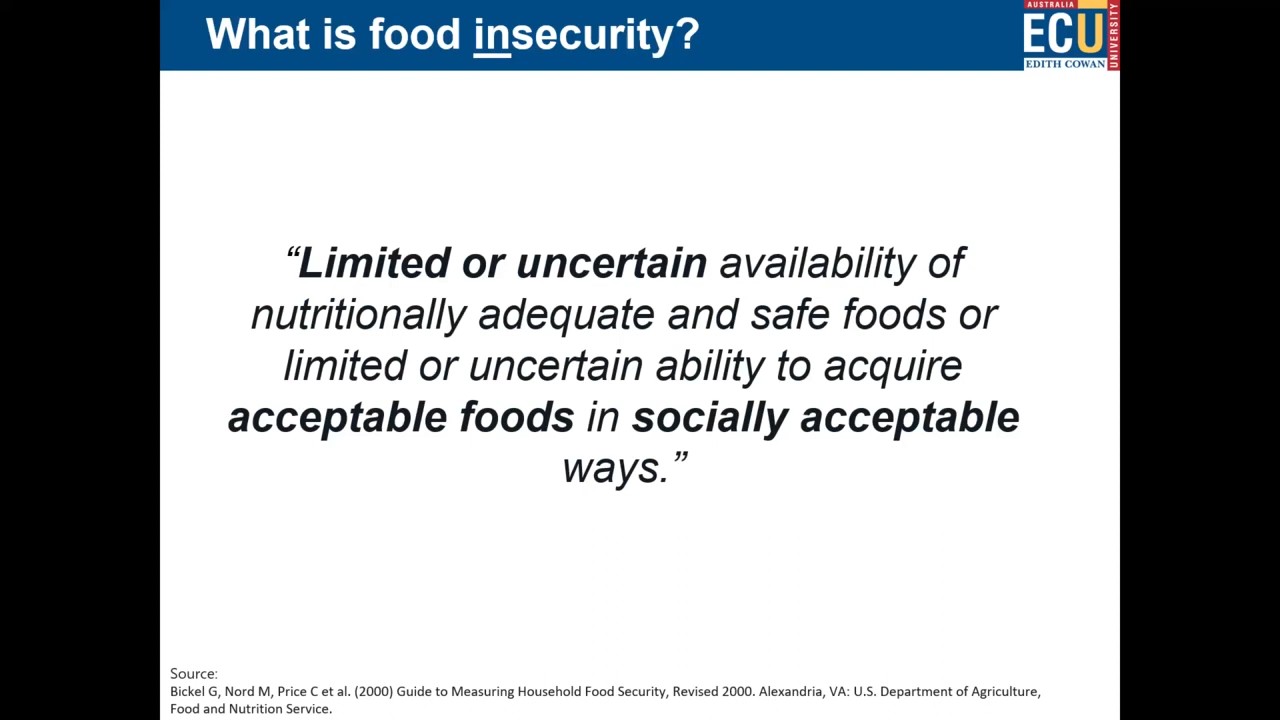 What is food insecurity?
AUSTRALIA
ECU
EDITH COWAN
UNIVERSITY
“Limited or uncertain availability of
nutritionally adequate and safe foods or
limited or uncertain ability to acquire
acceptable foods in socially acceptable
ways.”
Source:
Bickel G, Nord M, Price C et al. (2000) Guide to Measuring Household Food Security, Revised 2000. Alexandria, VA: U.S. Department of Agriculture,
Food and Nutrition Service.